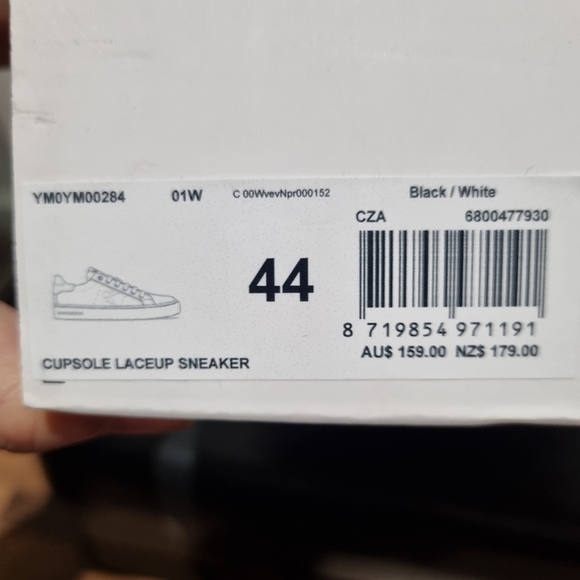 YM0YM00284 01W C 00WvevNpr000152 Black / White
CZA 6800477930
44
8 719854 971191
CUPSOLE LACEUP SNEAKER
AU$ 159.00 NZ$ 179.00